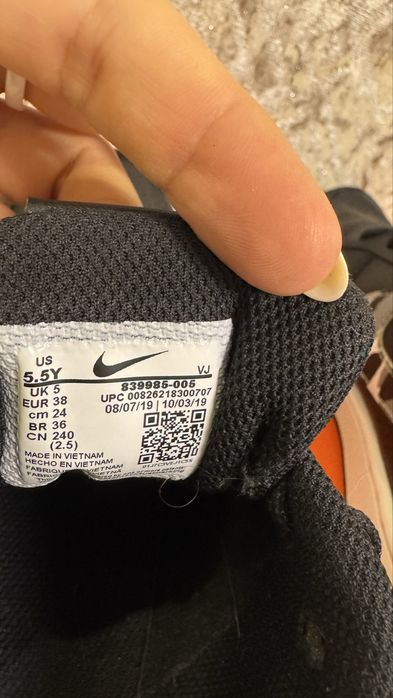 US
5.5Y VJ
UK 5 839985-005
EUR 38 UPC 00826218300707
cm 24 08/07/19 | 10/03/19
BR 36
CN 240
(2.5)
MADE IN VIETNAM
HECHO EN VIETNAM